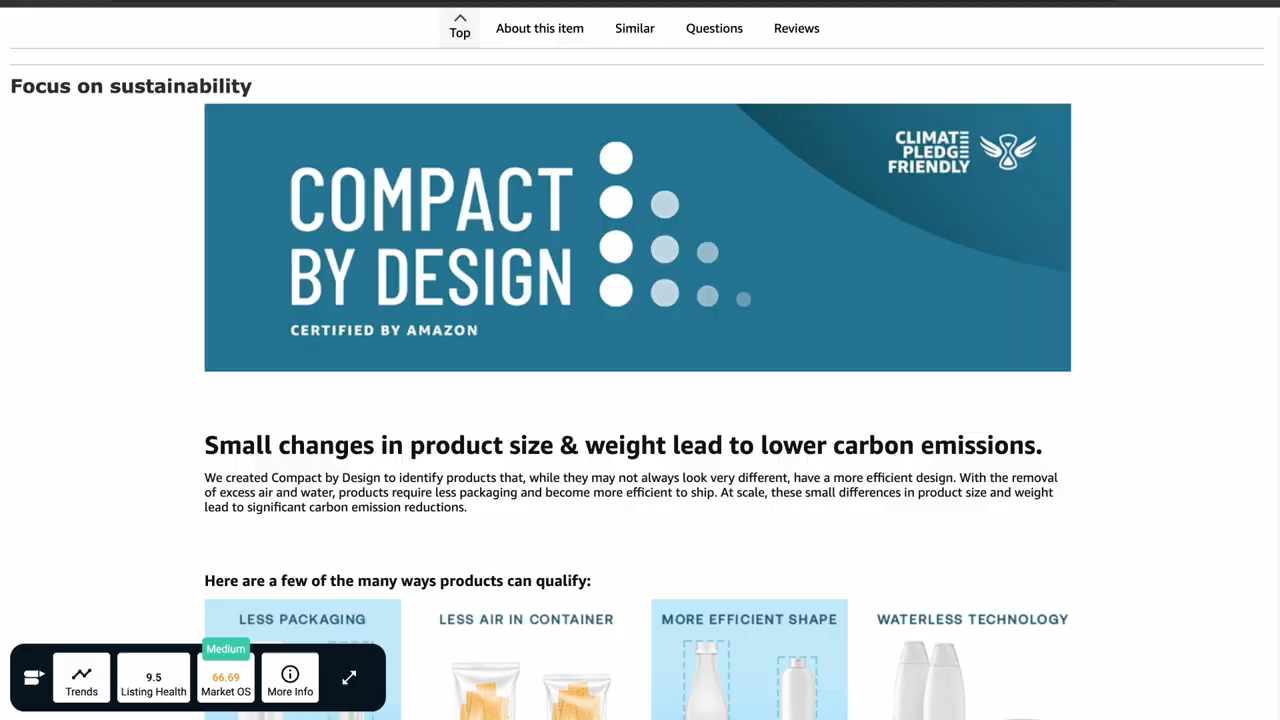 Top
About this item
Similar
Questions
Reviews
Focus on sustainability
CLIMATE
PLEDGE
FRIENDLY
COMPACT
BY DESIGN
CERTIFIED BY AMAZON
Small changes in product size & weight lead to lower carbon emissions.
We created Compact by Design to identify products that, while they may not always look very different, have a more efficient design. With the removal
of excess air and water, products require less packaging and become more efficient to ship. At scale, these small differences in product size and weight
lead to significant carbon emission reductions.
Here are a few of the many ways products can qualify:
LESS PACKAGING
LESS AIR IN CONTAINER
MORE EFFICIENT SHAPE
WATERLESS TECHNOLOGY
Medium
Trends
9.5
Listing Health
66.69
Market OS
More Info